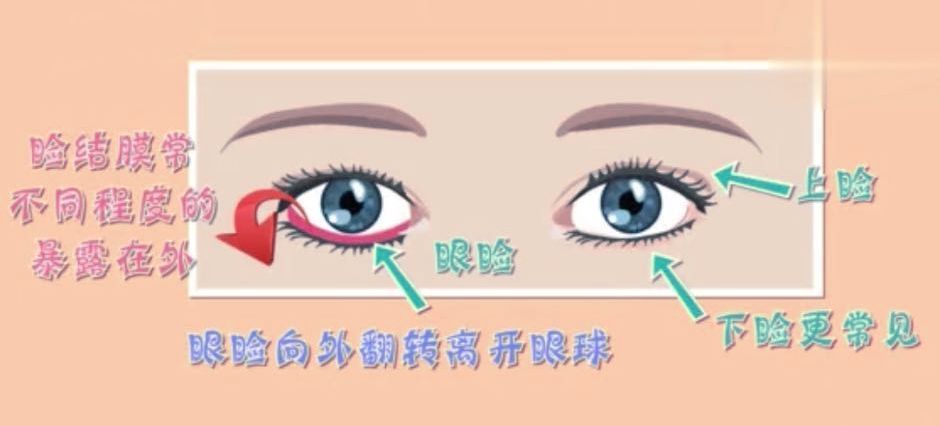 睑结膜常
不同程度的
暴露在外
上睑
眼睑
下睑更常见
眼睑向外翻转离开眼球